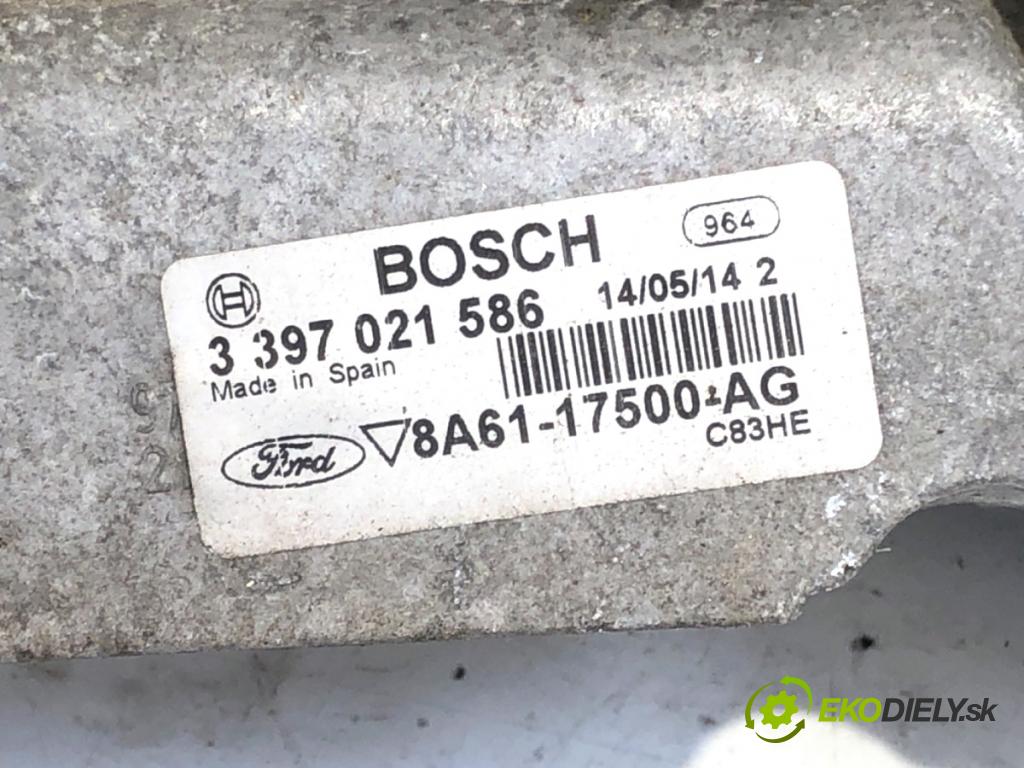 BOSCH
964
3 397 021 586
14/05/14 2
Made in Spain
Ford
8A61-17500-AG
C83HE
EKODIELY.sk